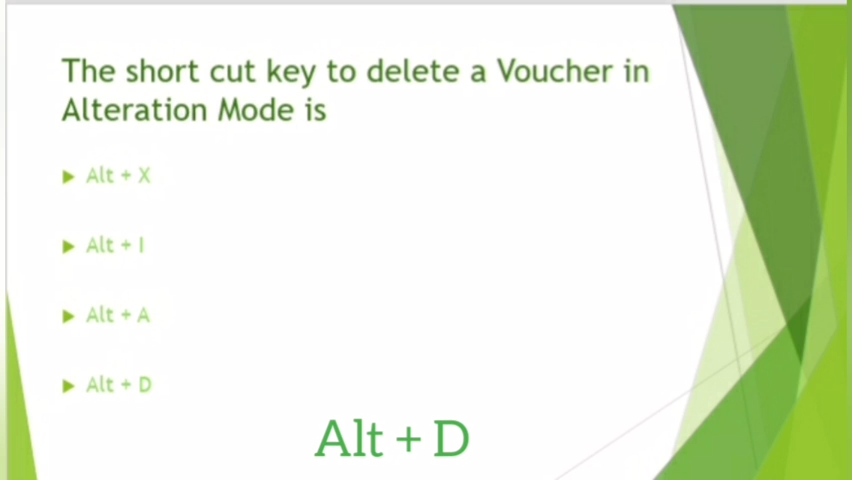 The short cut key to delete a Voucher in
Alteration Mode is
Alt + X
Alt + I
Alt + A
Alt + D
Alt + D